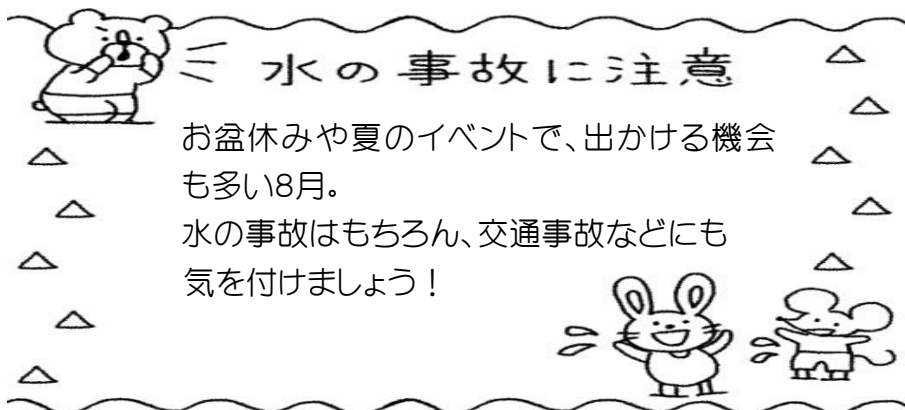 水の事故に注意
お盆休みや夏のイベントで、出かける機会
も多い8月。
水の事故はもちろん、交通事故などにも
気を付けましょう！